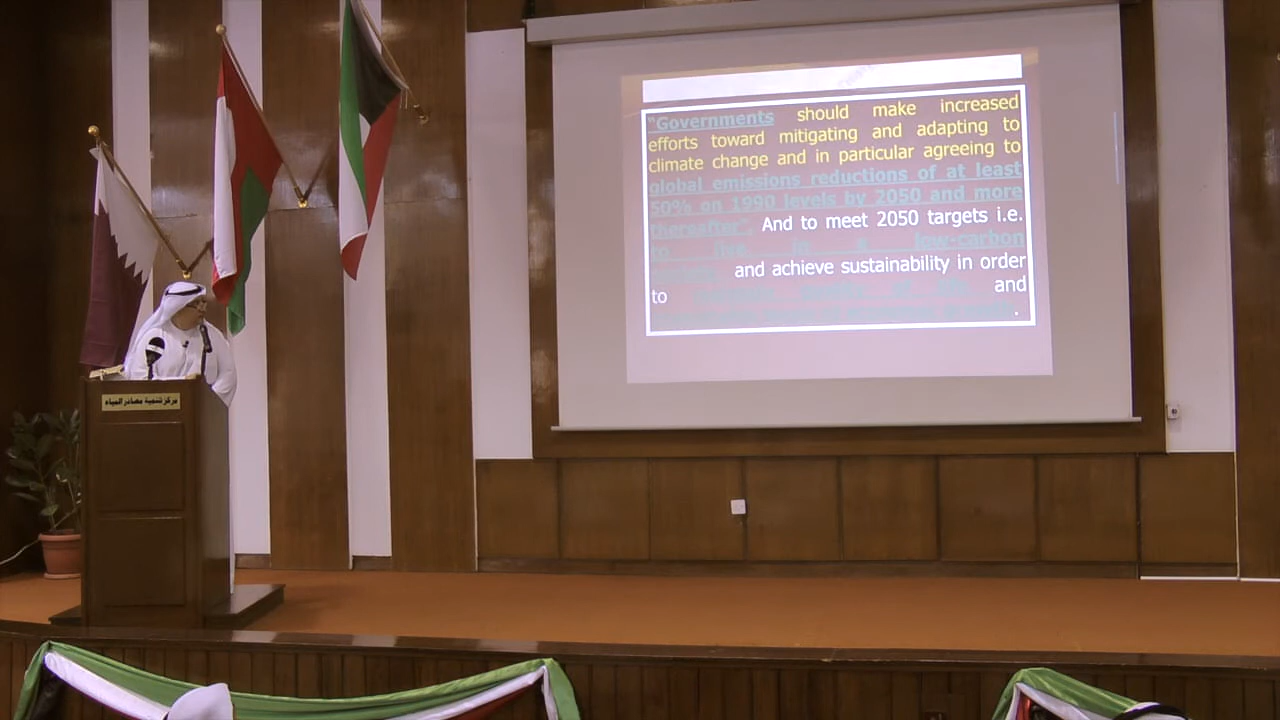 "Governments should make increased
efforts toward mitigating and adapting to
climate change and in particular agreeing to
global emissions reductions of at least
50% on 1990 levels by 2050 and more
thereafter". And to meet 2050 targets i.e.
to live in a low-carbon
and achieve sustainability in order
to and
.
مركز تنمية مصادر المياه